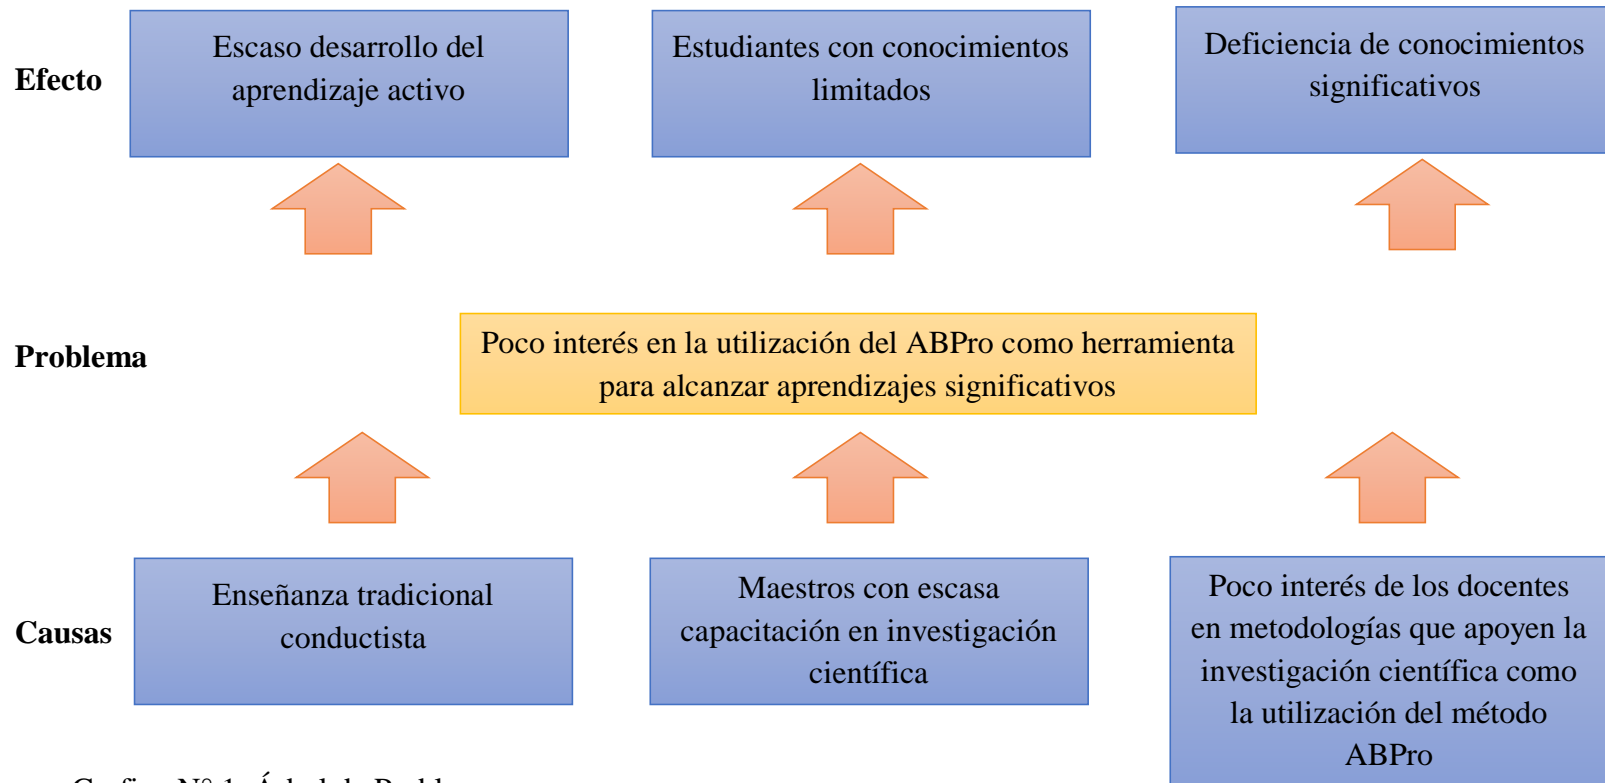 Efecto
Escaso desarrollo del
aprendizaje activo
Estudiantes con conocimientos
limitados
Deficiencia de conocimientos
significativos
Problema
Poco interés en la utilización del ABPro como herramienta
para alcanzar aprendizajes significativos
Causas
Enseñanza tradicional
conductista
Maestros con escasa
capacitación en investigación
científica
Poco interés de los docentes
en metodologías que apoyen la
investigación científica como
la utilización del método
ABPro
N° 1: Árbol de